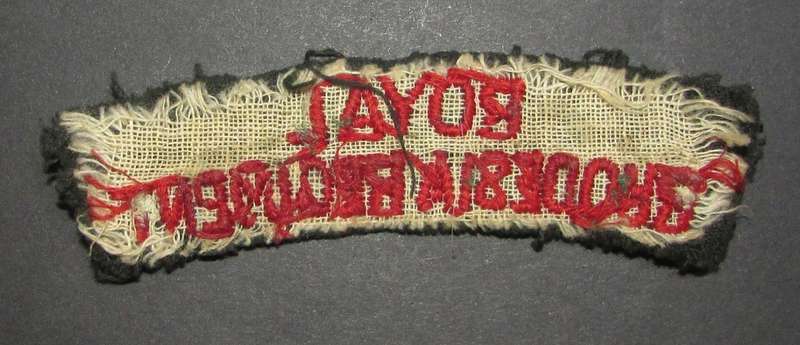 ROYAL
RHODESIA REGIMENT